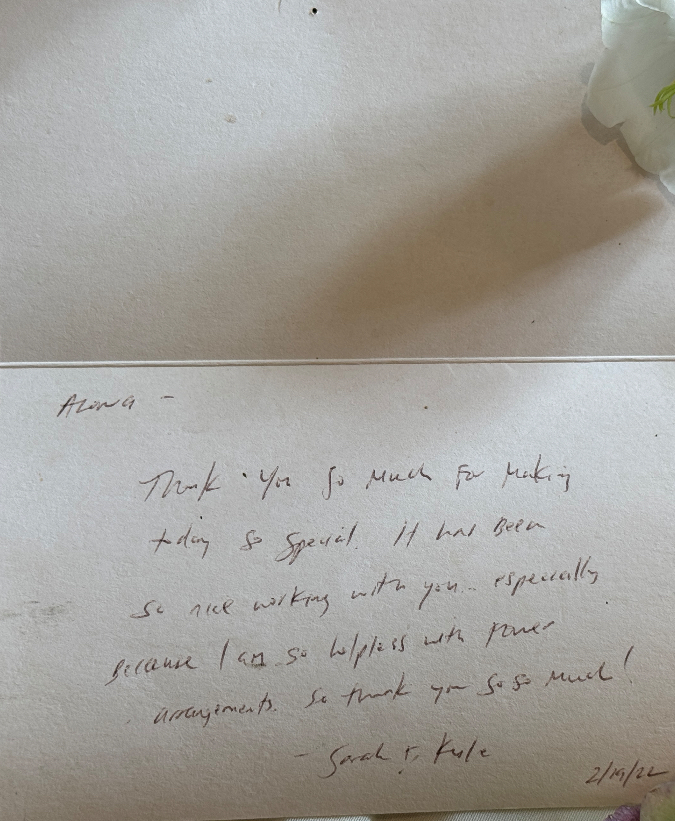 Alona -
Thank you so much for making
today so special. It has been
so nice working with you.. especially
because I am so helpless with flower
arrangements. So thank you so so much!
- Sarah & Kyle
2/19/22